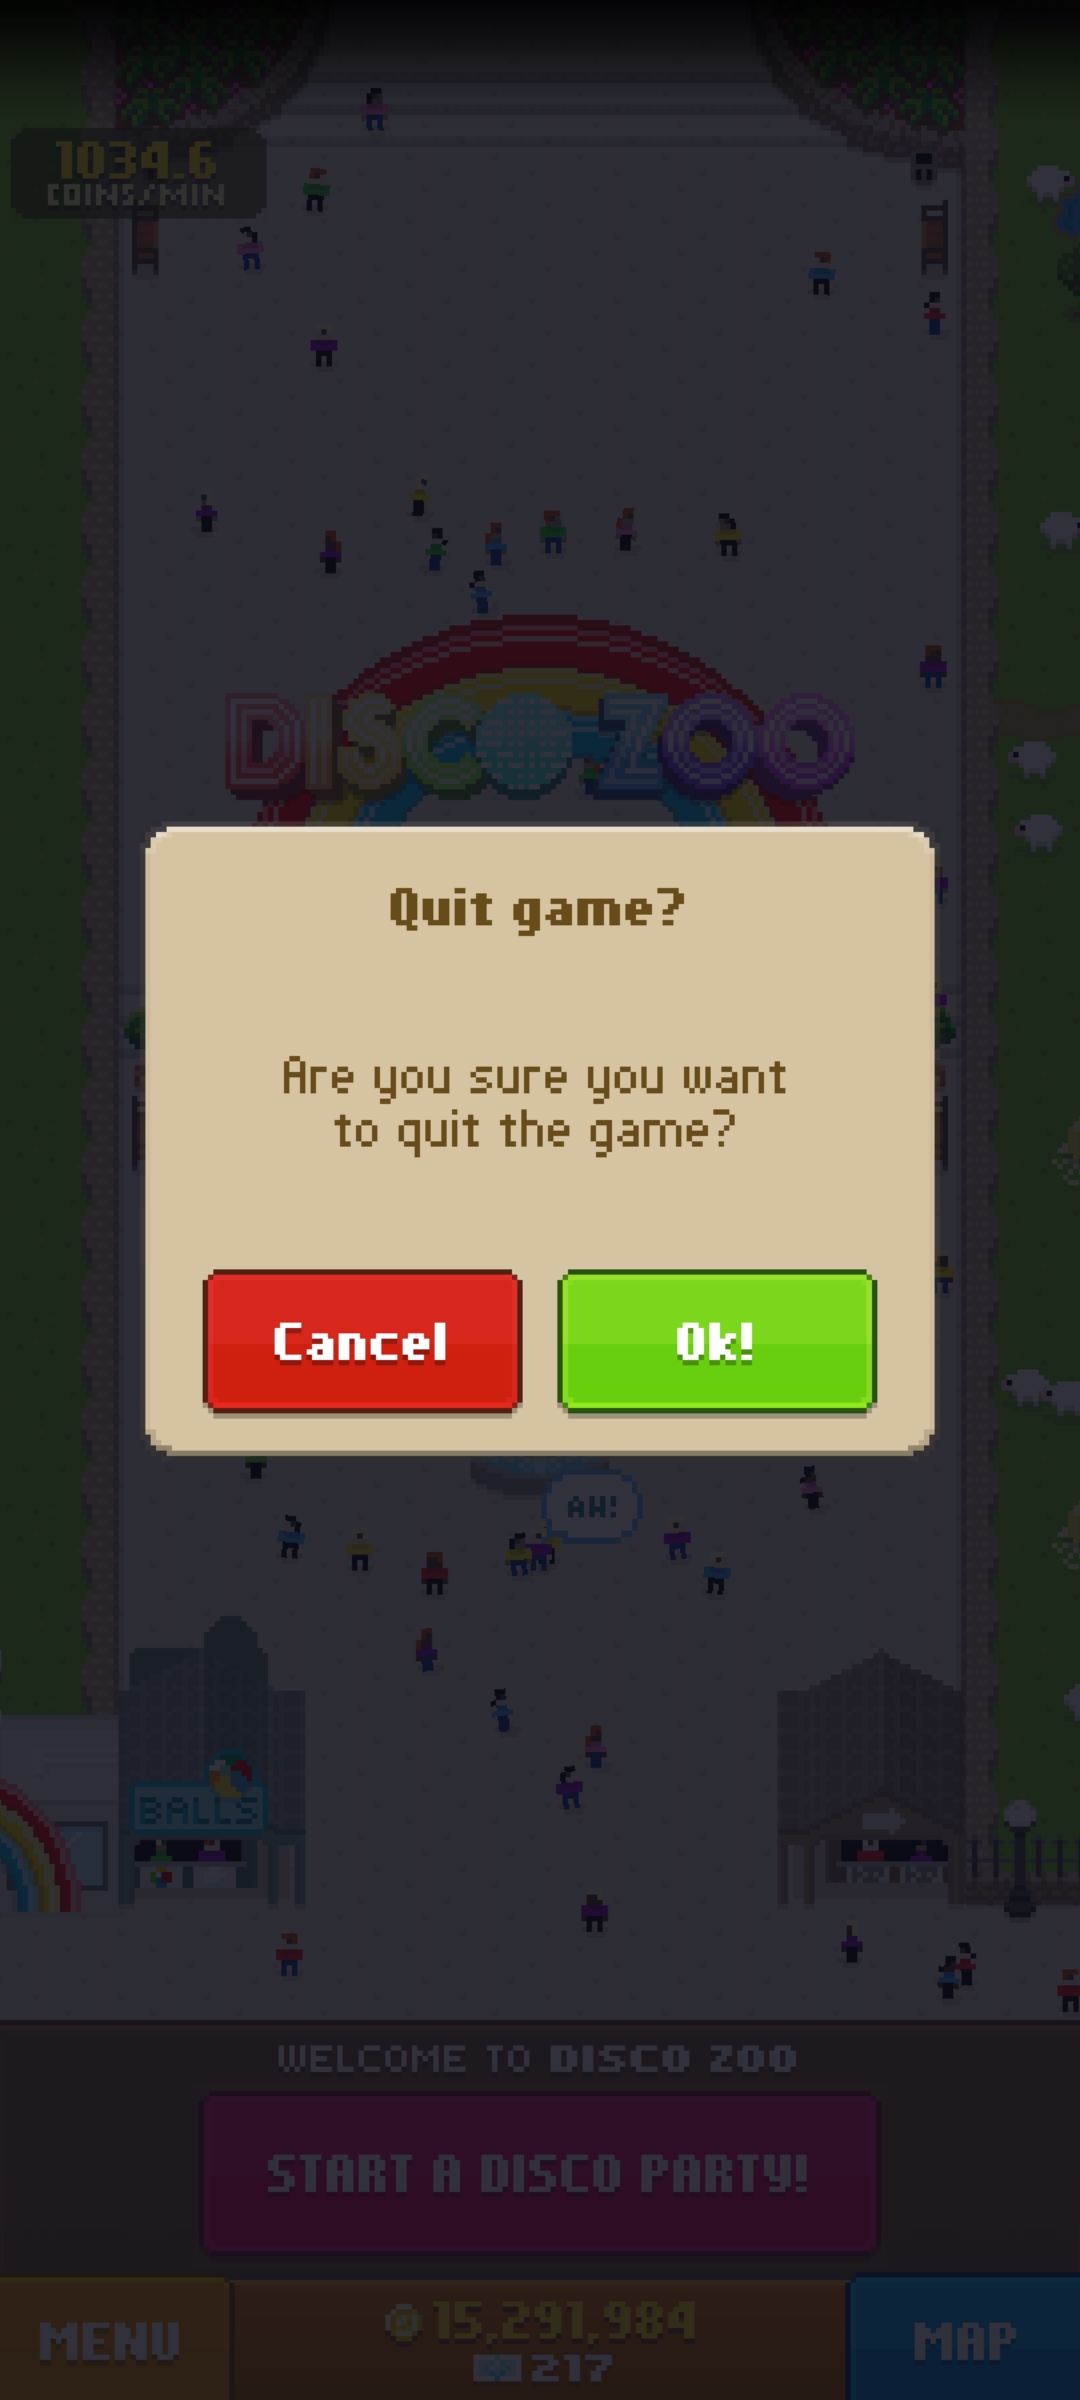 1034.6
COINS/MIN
DISCO ZOO
Quit game?
Are you sure you want
to quit the game?
Cancel
Ok!
AH!
BALLS
WELCOME TO DISCO ZOO
START A DISCO PARTY!
MENU
15,291,984
217
MAP